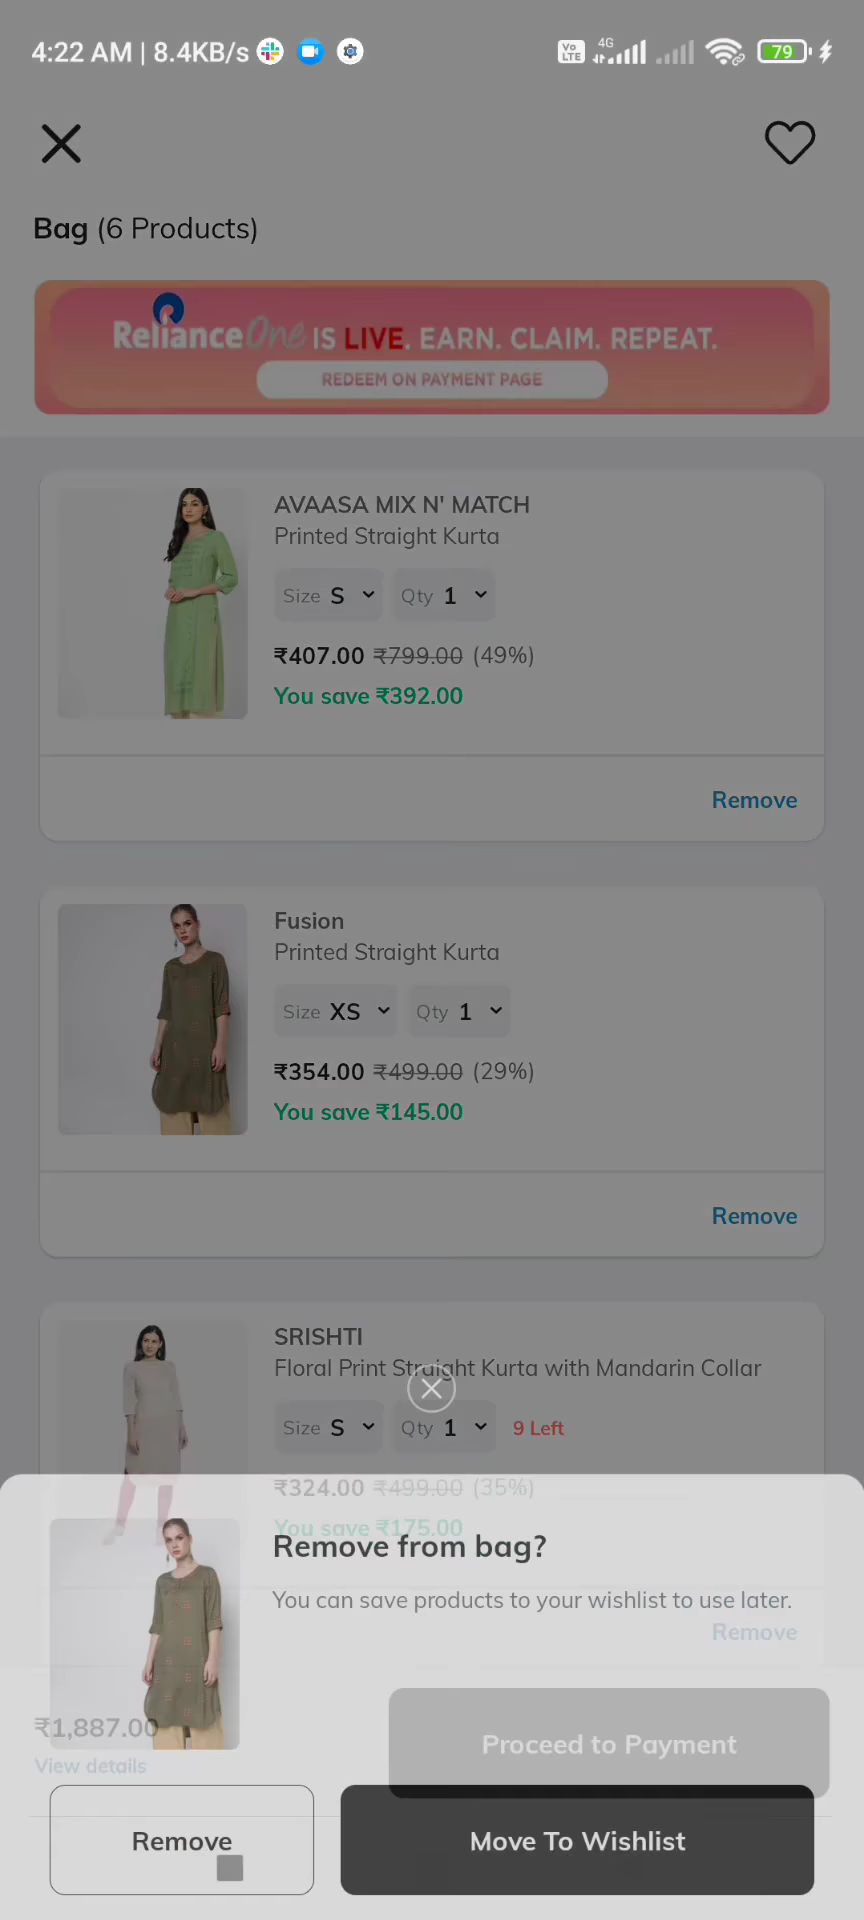 4:22 AM | 8.4KB/s
Vo LTE 4G 79
Bag (6 Products)
RelianceOne IS LIVE. EARN. CLAIM. REPEAT.
REDEEM ON PAYMENT PAGE
AVAASA MIX N' MATCH
Printed Straight Kurta
Size S Qty 1
₹407.00 ₹799.00 (49%)
You save ₹392.00
Remove
Fusion
Printed Straight Kurta
Size XS Qty 1
₹354.00 ₹499.00 (29%)
You save ₹145.00
Remove
SRISHTI
Floral Print Straight Kurta with Mandarin Collar
Size S Qty 1 9 Left
₹324.00 ₹499.00 (35%)
You save ₹175.00
Remove from bag?
You can save products to your wishlist to use later.
Remove
₹1,887.00
View details
Proceed to Payment
Remove
Move To Wishlist